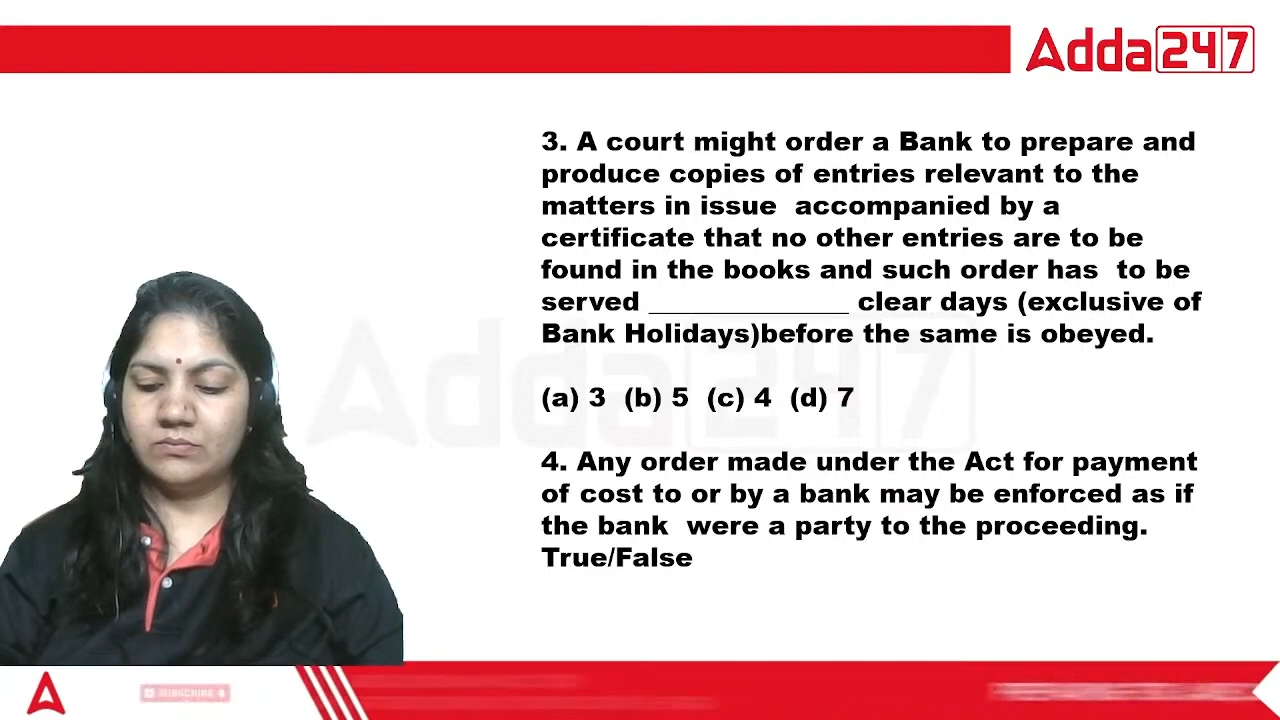 Adda247
3. A court might order a Bank to prepare and
produce copies of entries relevant to the
matters in issue accompanied by a
certificate that no other entries are to be
found in the books and such order has to be
served _______________ clear days (exclusive of
Bank Holidays)before the same is obeyed.
(a) 3 (b) 5 (c) 4 (d) 7
4. Any order made under the Act for payment
of cost to or by a bank may be enforced as if
the bank were a party to the proceeding.
True/False
Adda247
SUBSCRIBE